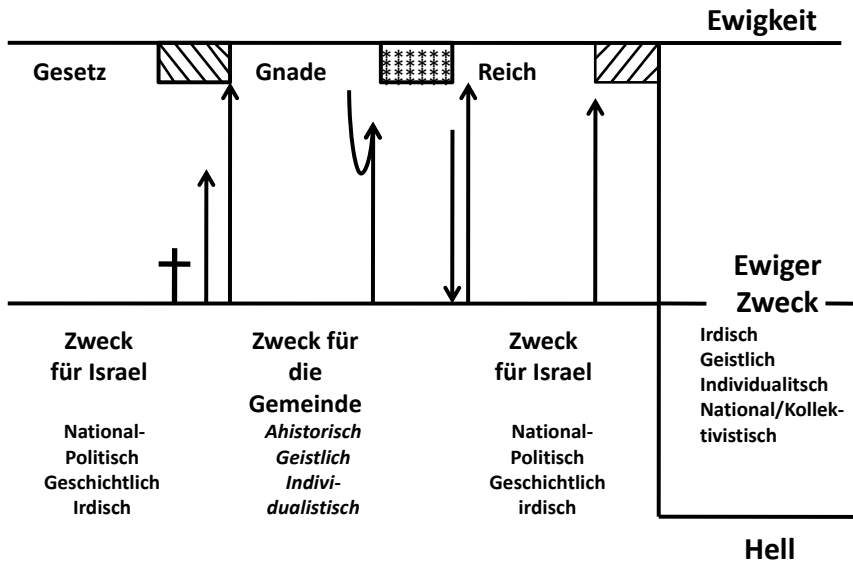 Ewigkeit
Gesetz
Gnade
Reich
Ewiger
Zweck
Zweck
für Israel
National-
Politisch
Geschichtlich
Irdisch
Zweck für
die
Gemeinde
Ahistorisch
Geistlich
Indivi-
dualistisch
Zweck
für Israel
National-
Politisch
Geschichtlich
irdisch
Irdisch
Geistlich
Individualitsch
National/Kollek-
tivistisch
Hell